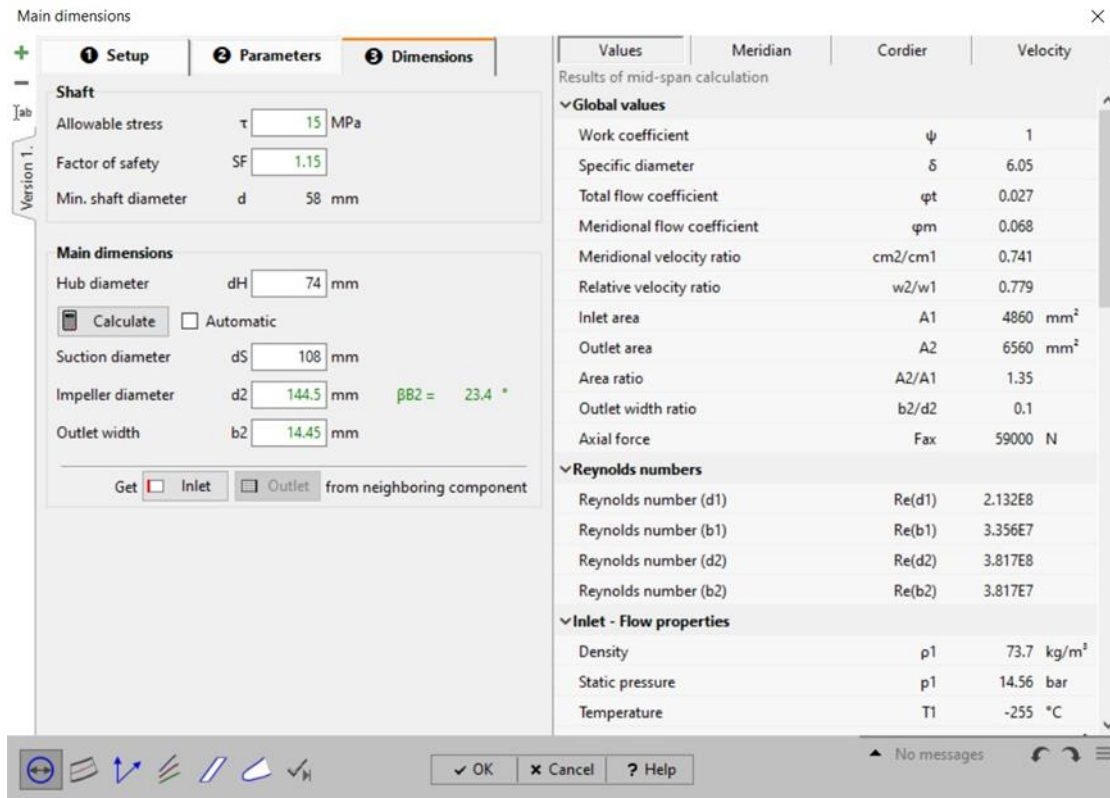 Main dimensions
1 Setup 2 Parameters 3 Dimensions
Version 1.
Shaft
Allowable stress τ 15 MPa
Factor of safety SF 1.15
Min. shaft diameter d 58 mm
Main dimensions
Hub diameter dH 74 mm
Calculate Automatic
Suction diameter dS 108 mm
Impeller diameter d2 144.5 mm βB2 = 23.4 °
Outlet width b2 14.45 mm
Get Inlet Outlet from neighboring component
Values Meridian Cordier Velocity
Results of mid-span calculation
Global values
Work coefficient ψ 1
Specific diameter δ 6.05
Total flow coefficient φt 0.027
Meridional flow coefficient φm 0.068
Meridional velocity ratio cm2/cm1 0.741
Relative velocity ratio w2/w1 0.779
Inlet area A1 4860 mm²
Outlet area A2 6560 mm²
Area ratio A2/A1 1.35
Outlet width ratio b2/d2 0.1
Axial force Fax 59000 N
Reynolds numbers
Reynolds number (d1) Re(d1) 2.132E8
Reynolds number (b1) Re(b1) 3.356E7
Reynolds number (d2) Re(d2) 3.817E8
Reynolds number (b2) Re(b2) 3.817E7
Inlet - Flow properties
Density ρ1 73.7 kg/m³
Static pressure p1 14.56 bar
Temperature T1 -255 °C
OK Cancel ? Help
No messages